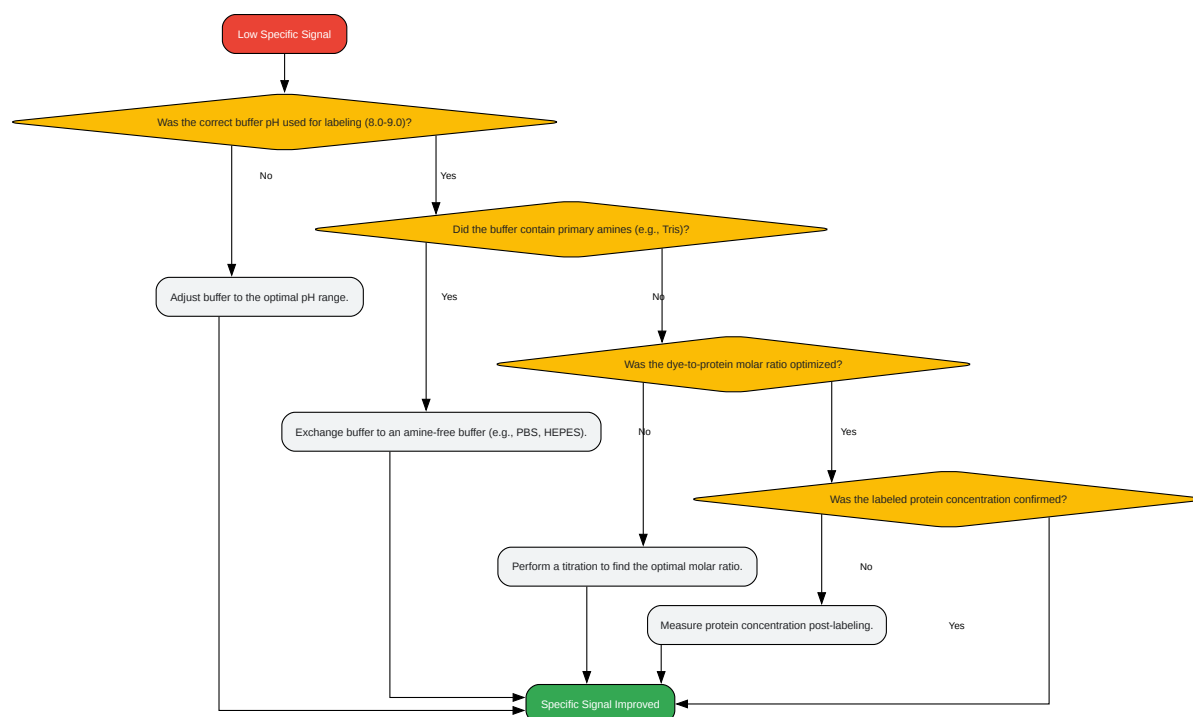 Low Specific Signal
Was the correct buffer pH used for labeling (8.0-9.0)?
No
Yes
Did the buffer contain primary amines (e.g., Tris)?
Adjust buffer to the optimal pH range.
Yes
No
Was the dye-to-protein molar ratio optimized?
Exchange buffer to an amine-free buffer (e.g., PBS, HEPES).
No
Yes
Was the labeled protein concentration confirmed?
Perform a titration to find the optimal molar ratio.
No
Measure protein concentration post-labeling.
Yes
Specific Signal Improved